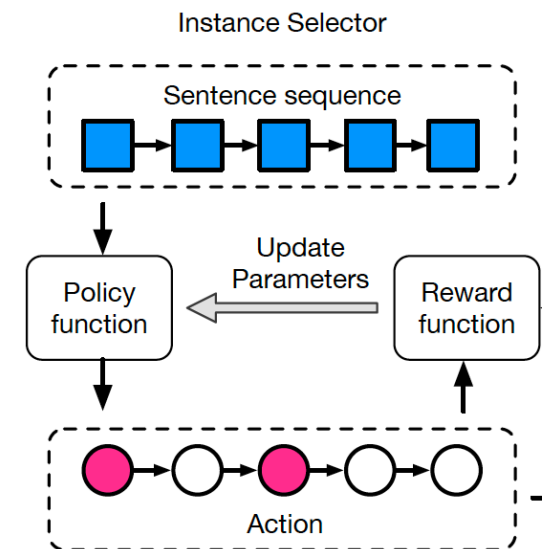 Instance Selector
Sentence sequence
Update
Parameters
Policy
function
Reward
function
Action